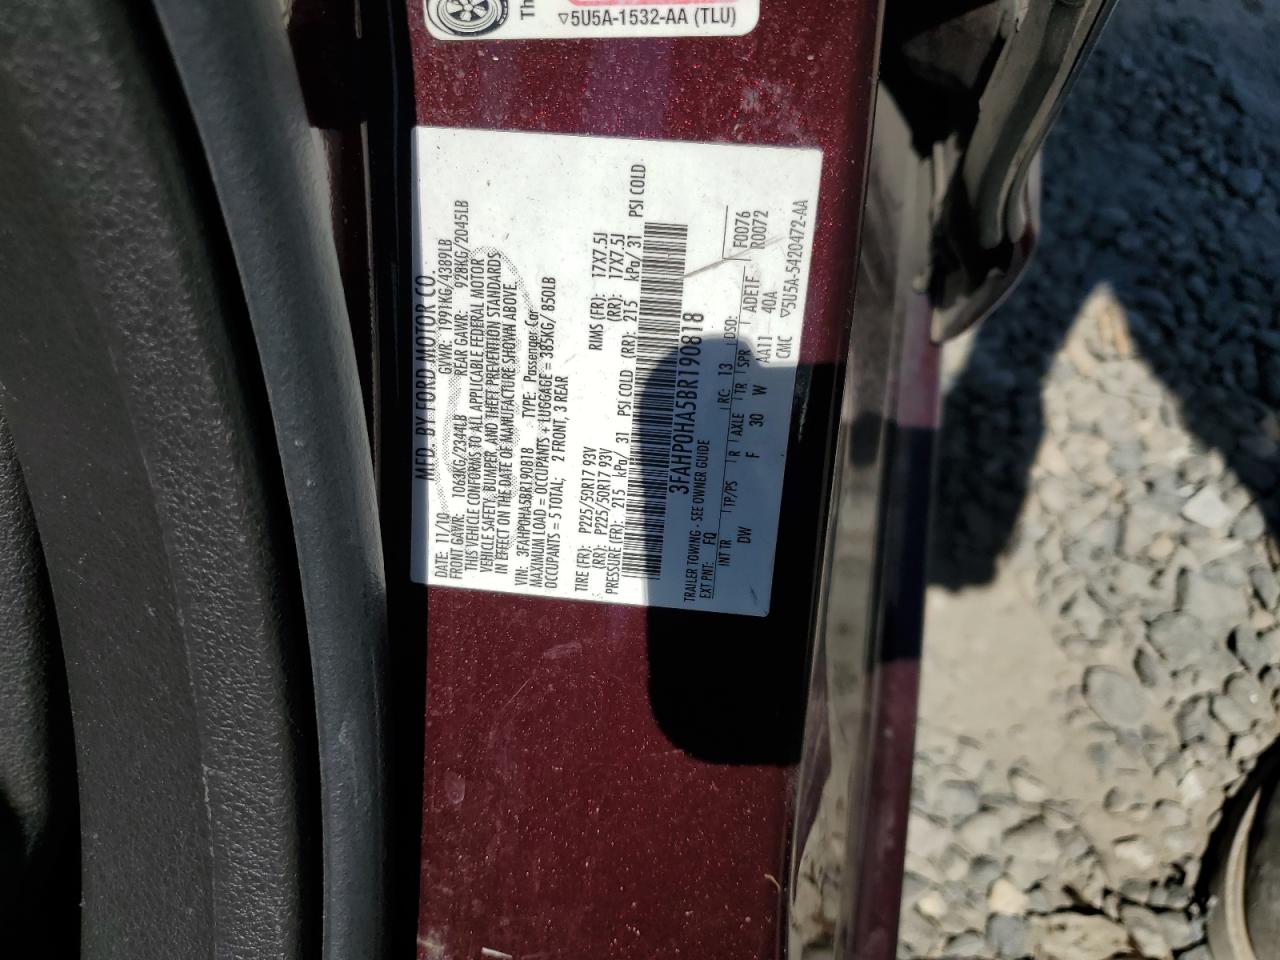 Th
▽5U5A-1532-AA (TLU)
MFD. BY FORD MOTOR CO.
DATE: 11/10 GVWR: 1991KG/4389LB
FRONT GAWR: 1063KG/2344LB REAR GAWR: 928KG/2045LB
THIS VEHICLE CONFORMS TO ALL APPLICABLE FEDERAL MOTOR
VEHICLE SAFETY, BUMPER, AND THEFT PREVENTION STANDARDS
IN EFFECT ON THE DATE OF MANUFACTURE SHOWN ABOVE.
VIN: 3FAHP0HA5BR190818 TYPE: Passenger Car
MAXIMUM LOAD = OCCUPANTS + LUGGAGE = 385KG/ 850LB
OCCUPANTS = 5 TOTAL; 2 FRONT, 3 REAR
TIRE (FR): P225/50R17 93V RIMS (FR): 17X7.5J
(RR): P225/50R17 93V (RR): 17X7.5J
PRESSURE (FR): 215 kPa/ 31 PSI COLD (RR): 215 kPa/ 31 PSI COLD
3FAHP0HA5BR190818
TRAILER TOWING - SEE OWNER GUIDE
EXT PNT: FQ RC: 13 DSO: F0076
INT TR TP/PS R AXLE TR SPR ADE1F R0072
DW F 30 W AA11 40A
CMC ▽5U5A-5420472-AA